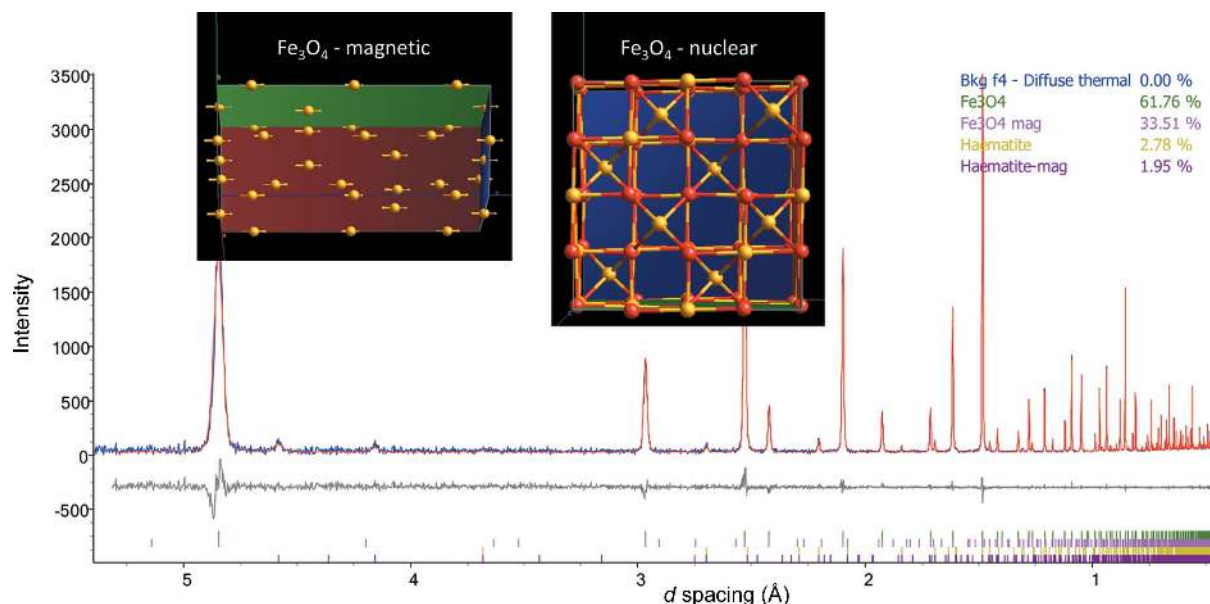 Fe₃O₄ - magnetic
Fe₃O₄ - nuclear
Bkg f4 - Diffuse thermal 0.00 %
Fe3O4 61.76 %
Fe3O4 mag 33.51 %
Haematite 2.78 %
Haematite-mag 1.95 %
3500
3000
2500
2000
1500
1000
500
0
-500
Intensity
5 4 3 2 1
d spacing (Å)